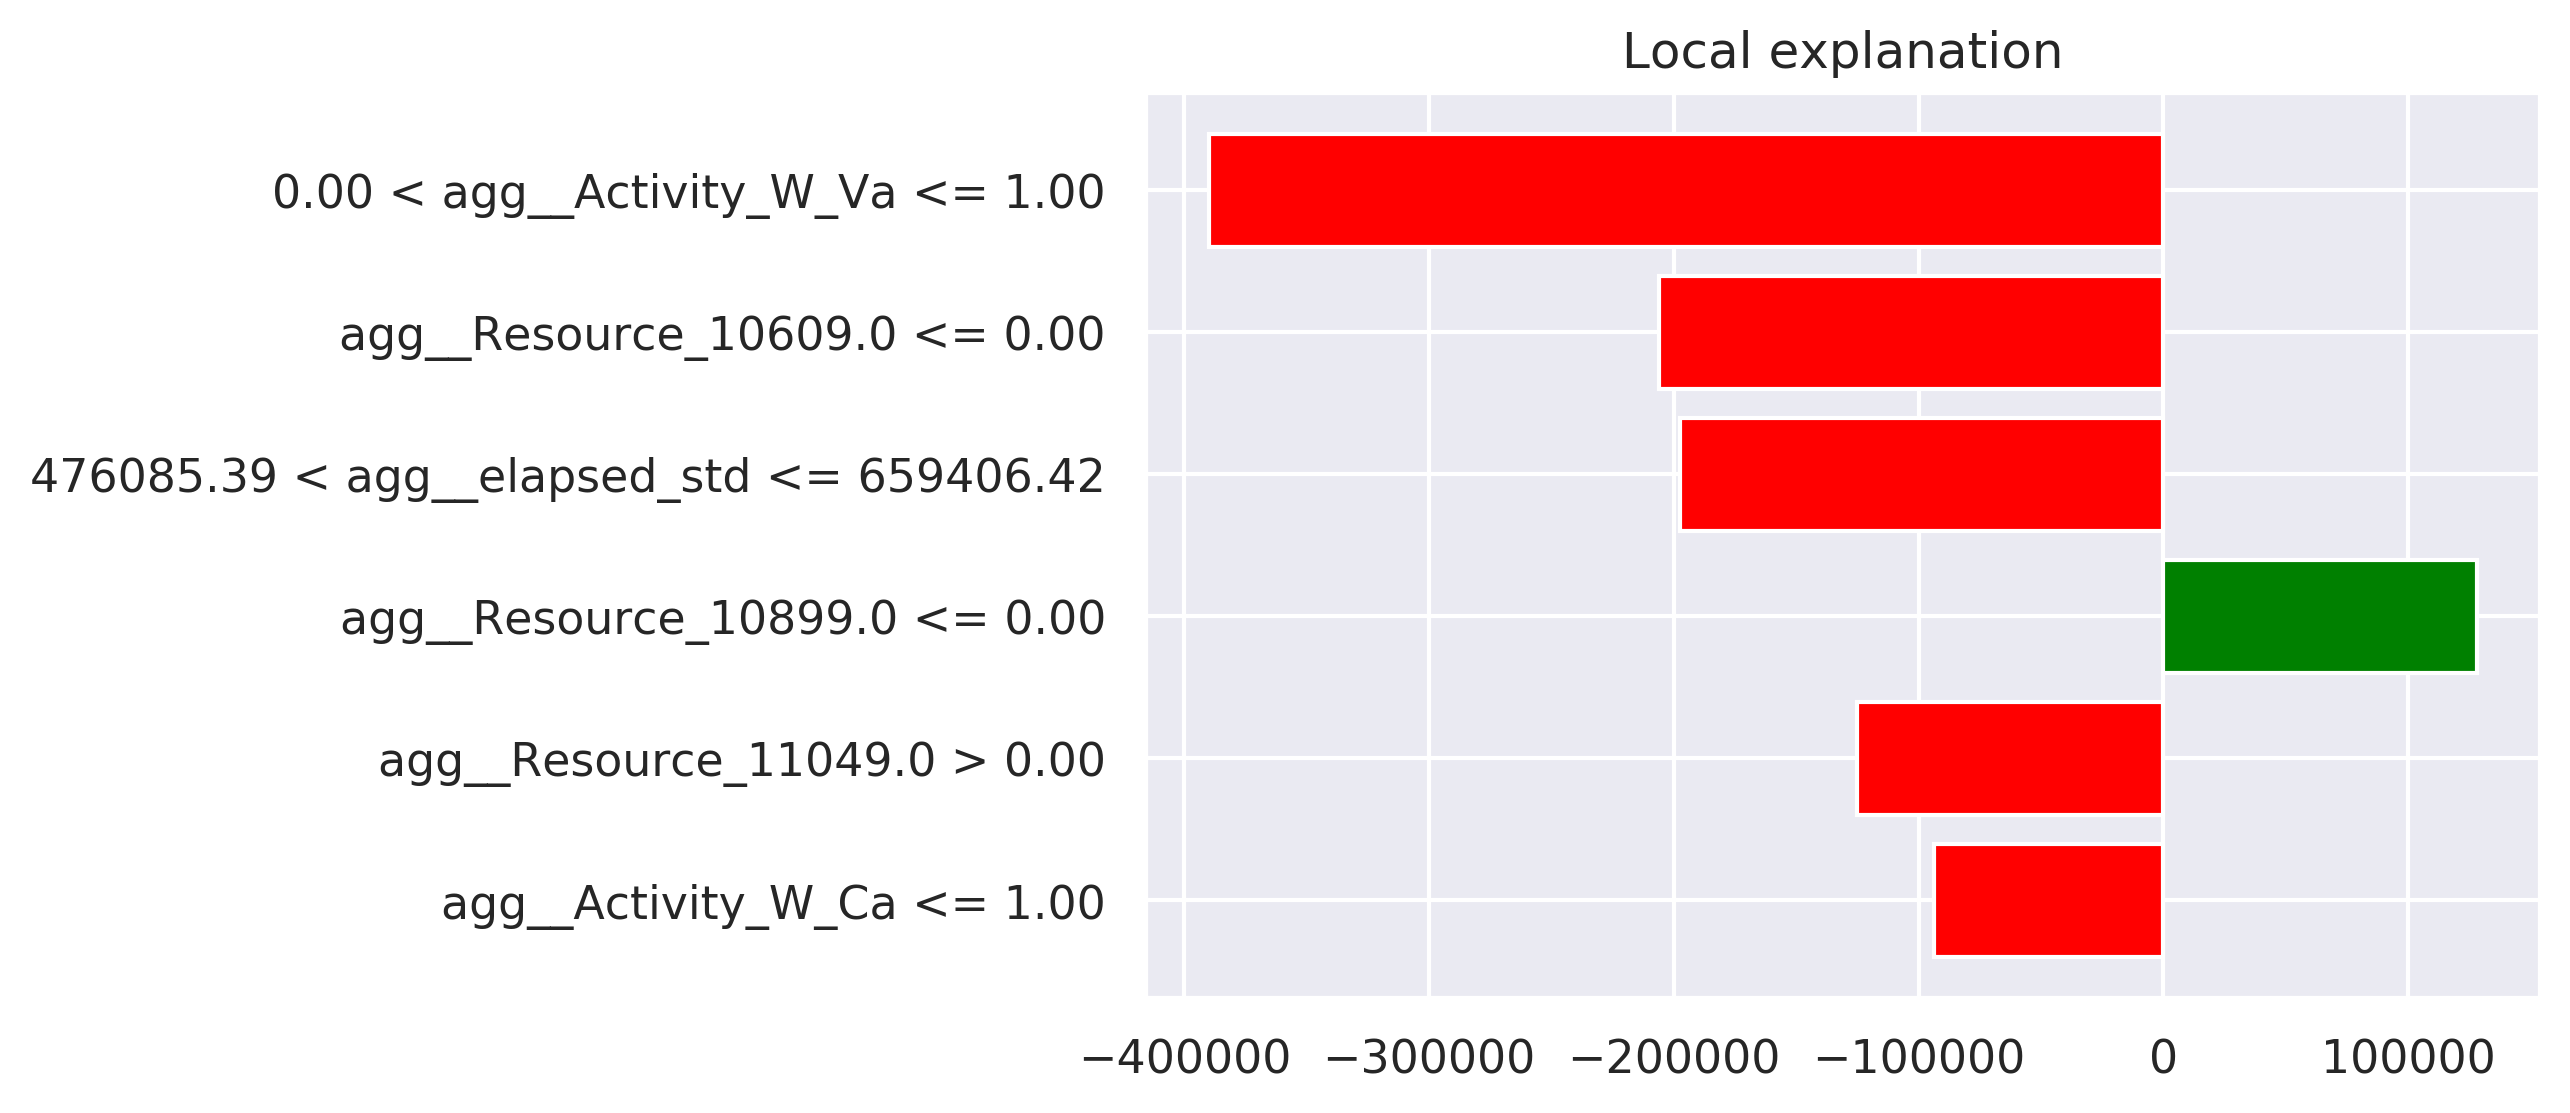 Local explanation
0.00 < agg__Activity_W_Va <= 1.00
agg__Resource_10609.0 <= 0.00
476085.39 < agg__elapsed_std <= 659406.42
agg__Resource_10899.0 <= 0.00
agg__Resource_11049.0 > 0.00
agg__Activity_W_Ca <= 1.00
−400000 −300000 −200000 −100000 0 100000